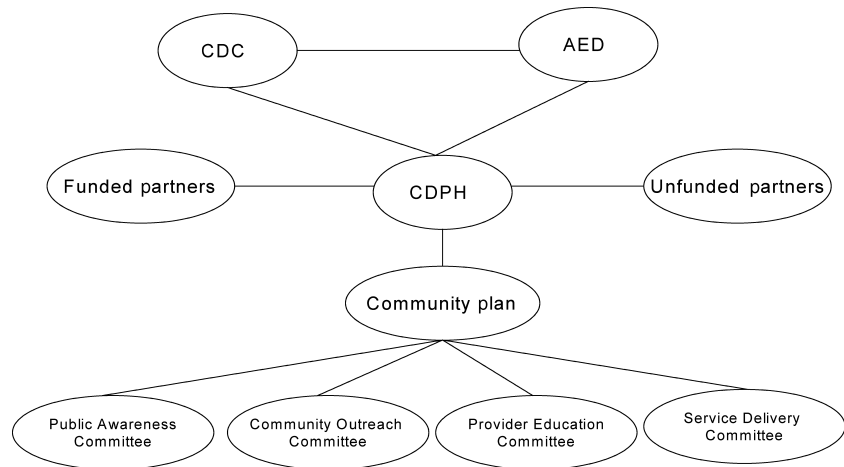 CDC
AED
Funded partners
CDPH
Unfunded partners
Community plan
Public Awareness
Committee
Community Outreach
Committee
Provider Education
Committee
Service Delivery
Committee